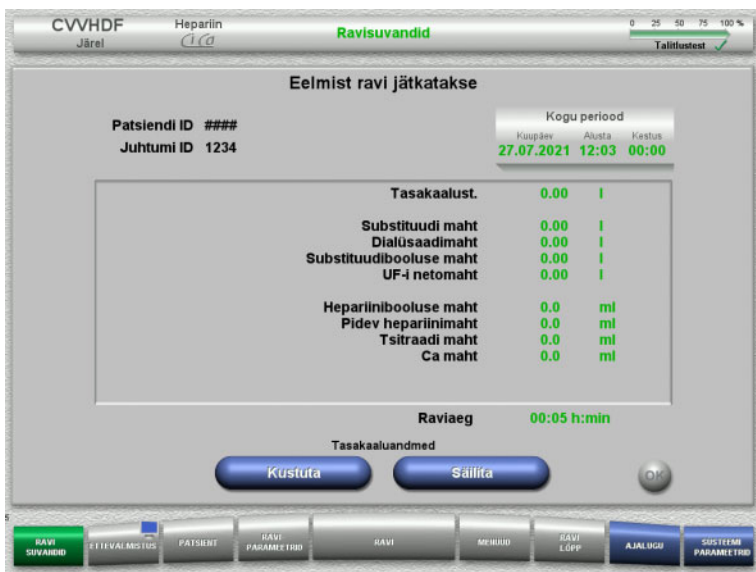 CVVHDF
Järel
Hepariin
Ci Ca
Ravisuvandid
0 25 50 75 100 %
Talitlustest
Eelmist ravi jätkatakse
Patsiendi ID ####
Juhtumi ID 1234
Kogu periood
Kuupäev Alusta Kestus
27.07.2021 12:03 00:00
Tasakaalust. 0.00 l
Substituudi maht 0.00 l
Dialüsaadimaht 0.00 l
Substituudibooluse maht 0.00 l
UF-i netomaht 0.00 l
Hepariinibooluse maht 0.0 ml
Pidev hepariinimaht 0.0 ml
Tsitraadi maht 0.0 ml
Ca maht 0.0 ml
Raviaeg 00:05 h:min
Tasakaaluandmed
Kustuta
Säilita
OK
5
RAVI
SUVANDID
ETTEVALMISTUS
PATSIENT
RAVI
PARAMEETRID
RAVI
MENÜÜD
RAVI
LÕPP
AJALUGU
SÜSTEEMI
PARAMEETRID